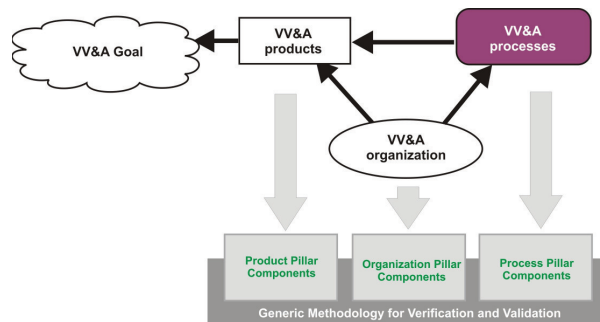 VV&A Goal
VV&A
products
VV&A
processes
VV&A
organization
Product Pillar
Components
Organization Pillar
Components
Process Pillar
Components
Generic Methodology for Verification and Validation